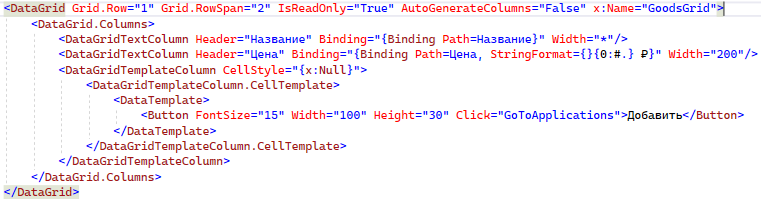 <DataGrid Grid.Row="1" Grid.RowSpan="2" IsReadOnly="True" AutoGenerateColumns="False" x:Name="GoodsGrid">
<DataGrid.Columns>
<DataGridTextColumn Header="Название" Binding="{Binding Path=Название}" Width="*"/>
<DataGridTextColumn Header="Цена" Binding="{Binding Path=Цена, StringFormat={}{0:#.} ₽}" Width="200"/>
<DataGridTemplateColumn CellStyle="{x:Null}">
<DataGridTemplateColumn.CellTemplate>
<DataTemplate>
<Button FontSize="15" Width="100" Height="30" Click="GoToApplications">Добавить</Button>
</DataTemplate>
</DataGridTemplateColumn.CellTemplate>
</DataGridTemplateColumn>
</DataGrid.Columns>
</DataGrid>